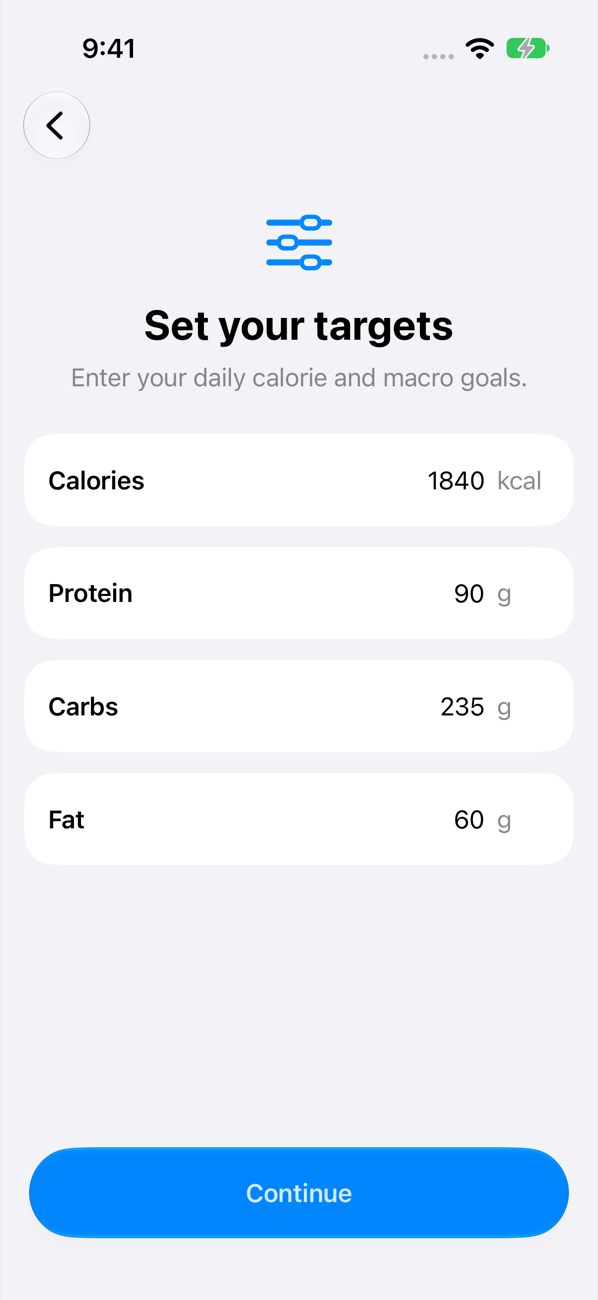 9:41
Set your targets
Enter your daily calorie and macro goals.
Calories 1840 kcal
Protein 90 g
Carbs 235 g
Fat 60 g
Continue